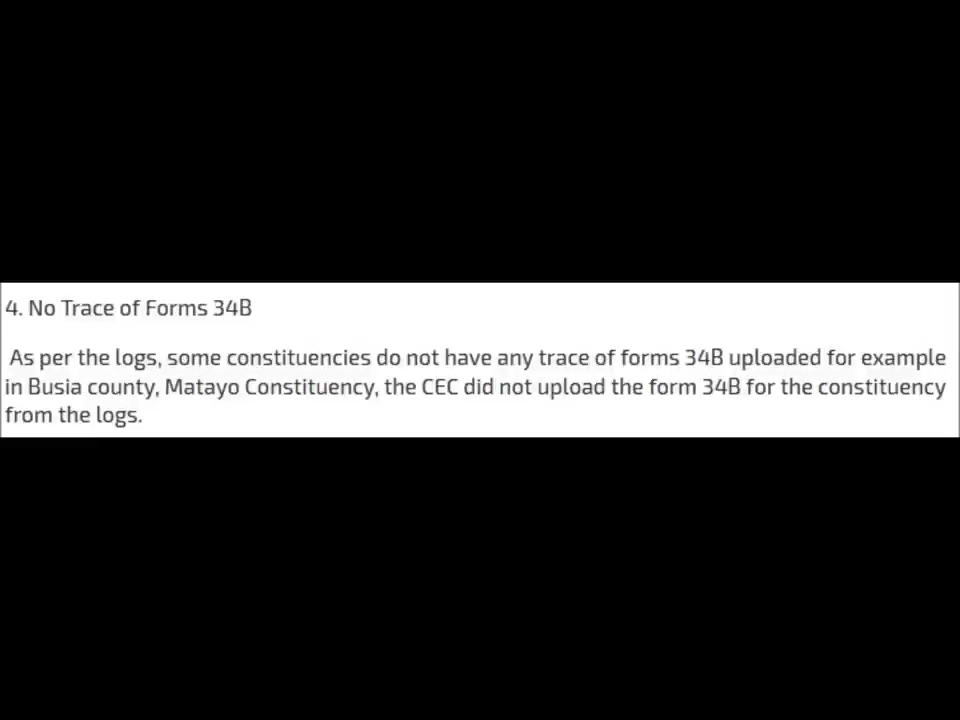 4. No Trace of Forms 34B
As per the logs, some constituencies do not have any trace of forms 34B uploaded for example
in Busia county, Matayo Constituency, the CEC did not upload the form 34B for the constituency
from the logs.